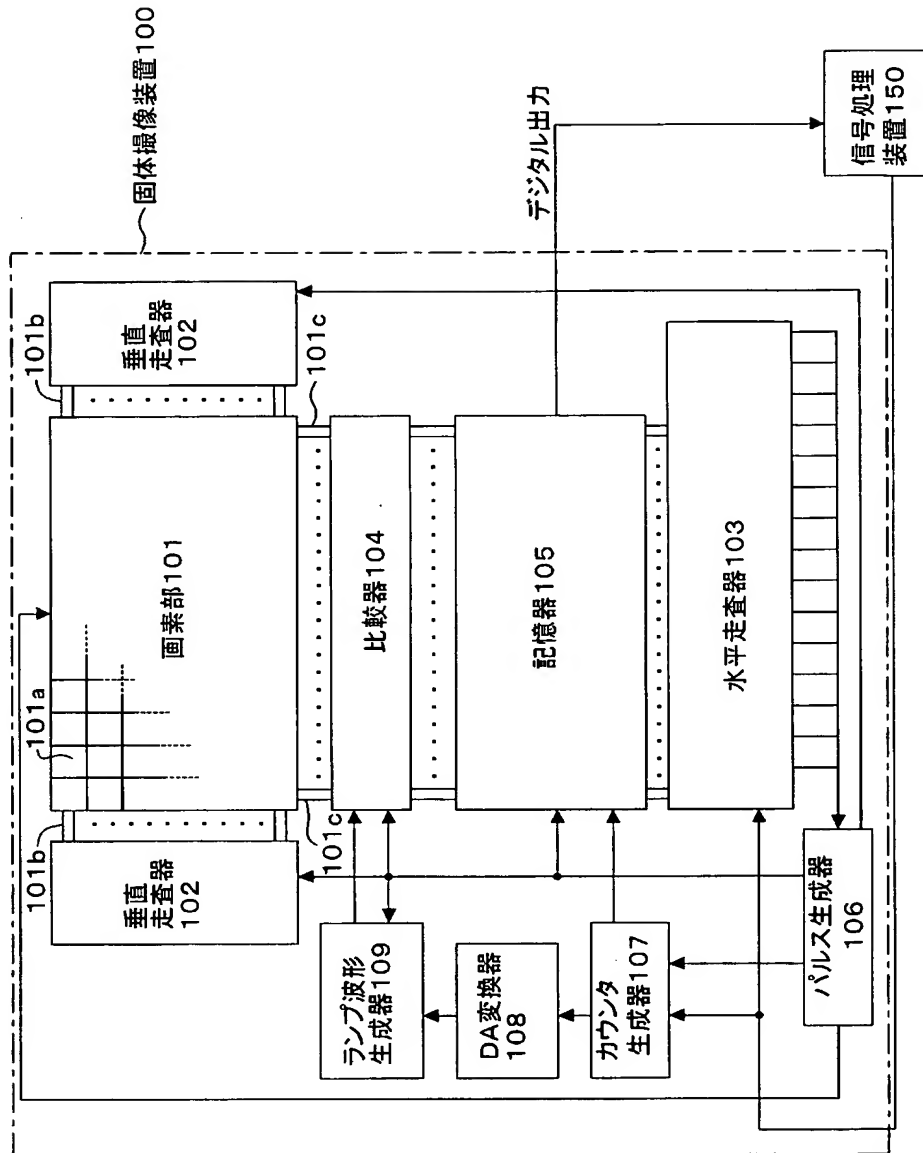 固体撮像装置100
垂直
走査器
102
101b
画素部101
101a
101b
垂直
走査器
102
101c
101c
比較器104
記憶器105
デジタル出力
水平走査器103
信号処理
装置150
ランプ波形
生成器109
DA変換器
108
カウンタ
生成器107
パルス生成器
106